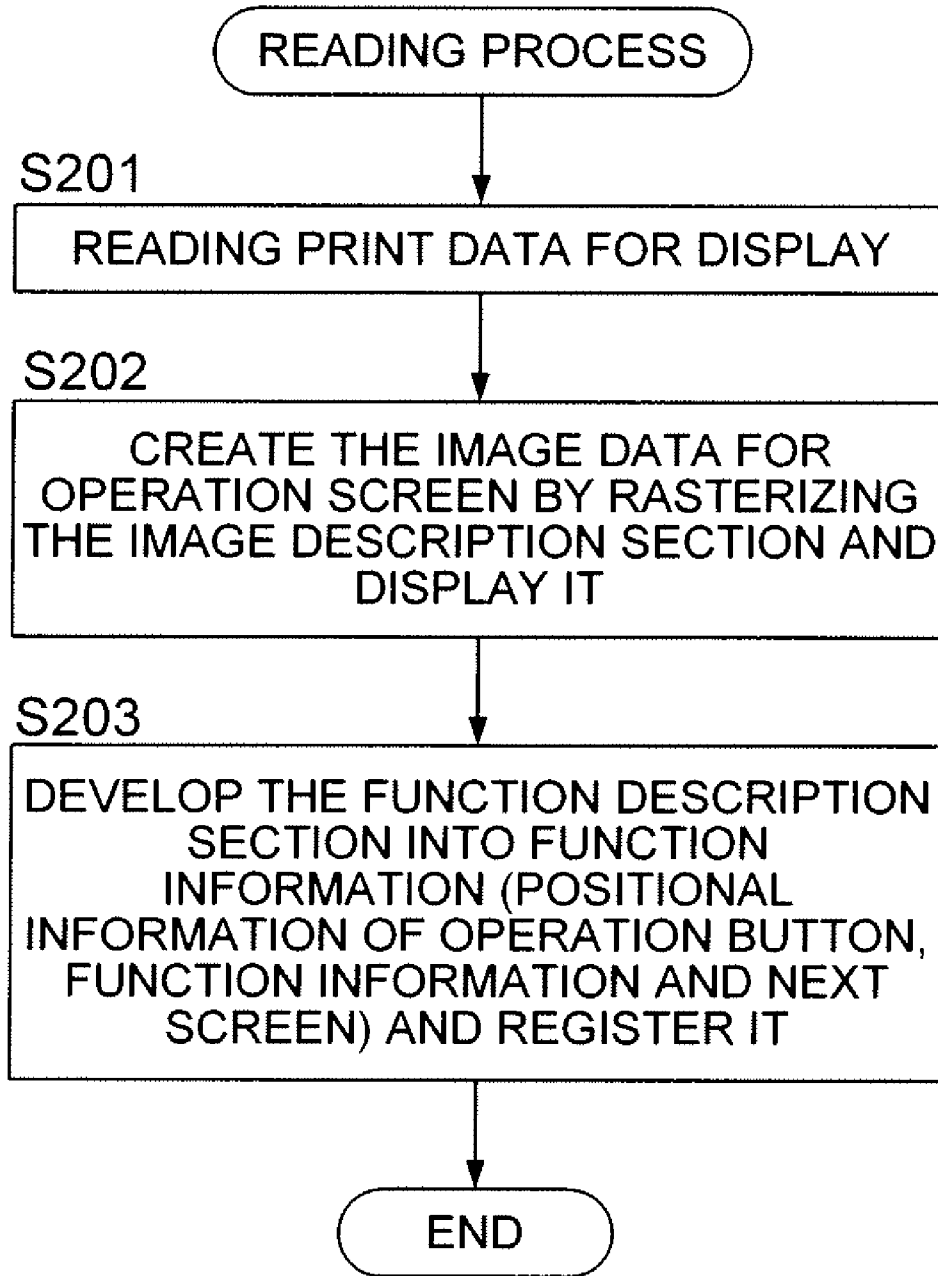 READING PROCESS
S201
READING PRINT DATA FOR DISPLAY
S202
CREATE THE IMAGE DATA FOR
OPERATION SCREEN BY RASTERIZING
THE IMAGE DESCRIPTION SECTION AND
DISPLAY IT
S203
DEVELOP THE FUNCTION DESCRIPTION
SECTION INTO FUNCTION
INFORMATION (POSITIONAL
INFORMATION OF OPERATION BUTTON,
FUNCTION INFORMATION AND NEXT
SCREEN) AND REGISTER IT
END